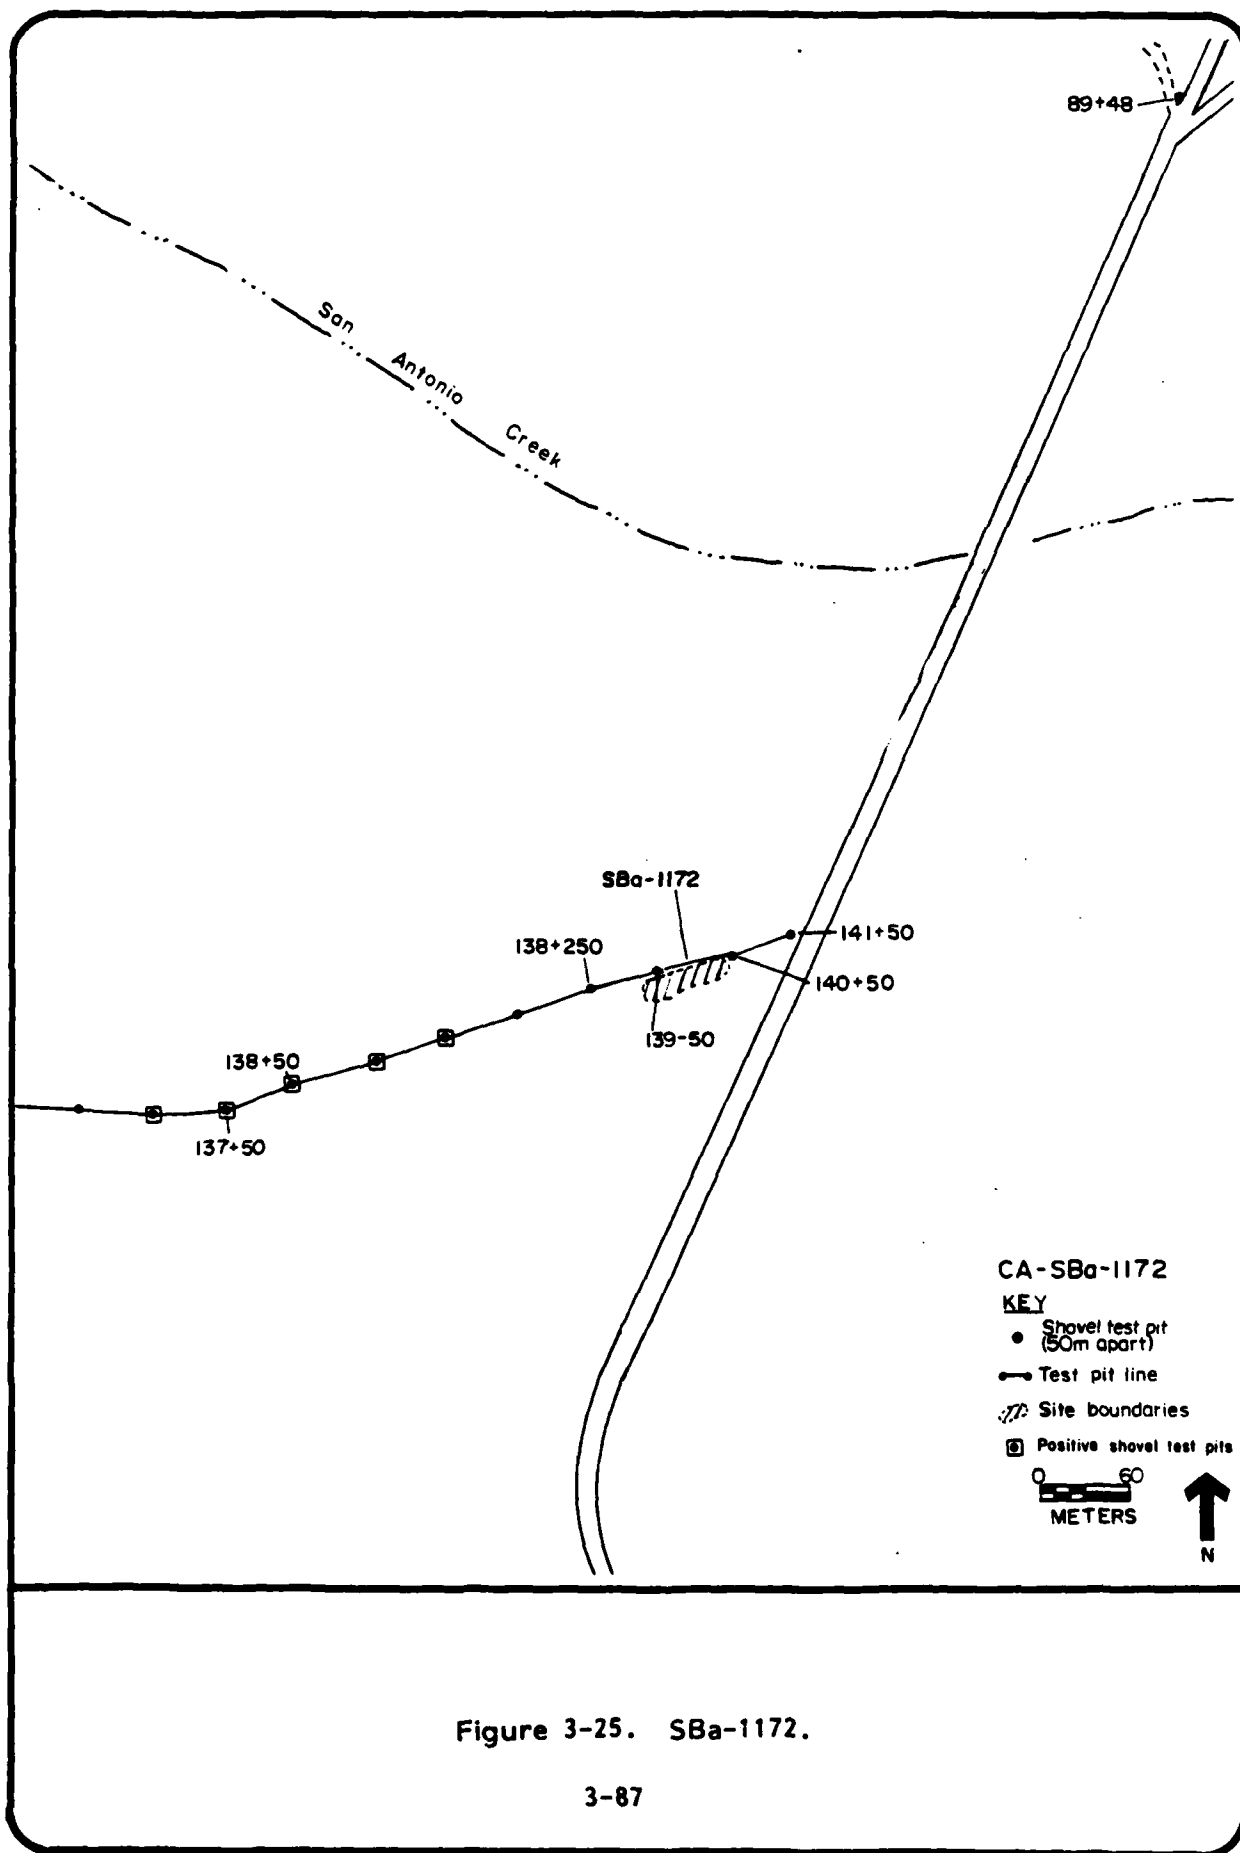 89+48
San Antonio Creek
SBa-1172
138+250
141+50
140+50
139-50
138+50
137+50
CA-SBa-1172
KEY
Shovel test pit
(50m apart)
Test pit line
Site boundaries
Positive shovel test pits
0 60
METERS
N
Figure 3-25. SBa-1172.
3-87